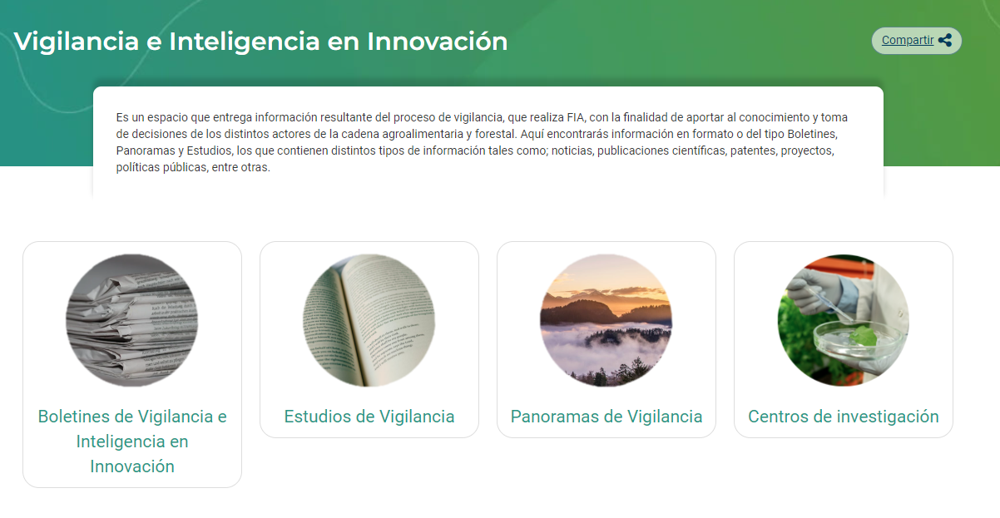 Vigilancia e Inteligencia en Innovación
Compartir
Es un espacio que entrega información resultante del proceso de vigilancia, que realiza FIA, con la finalidad de aportar al conocimiento y toma
de decisiones de los distintos actores de la cadena agroalimentaria y forestal. Aquí encontrarás información en formato o del tipo Boletines,
Panoramas y Estudios, los que contienen distintos tipos de información tales como; noticias, publicaciones científicas, patentes, proyectos,
políticas públicas, entre otras.
Boletines de Vigilancia e
Inteligencia en
Innovación
Estudios de Vigilancia
Panoramas de Vigilancia
Centros de investigación